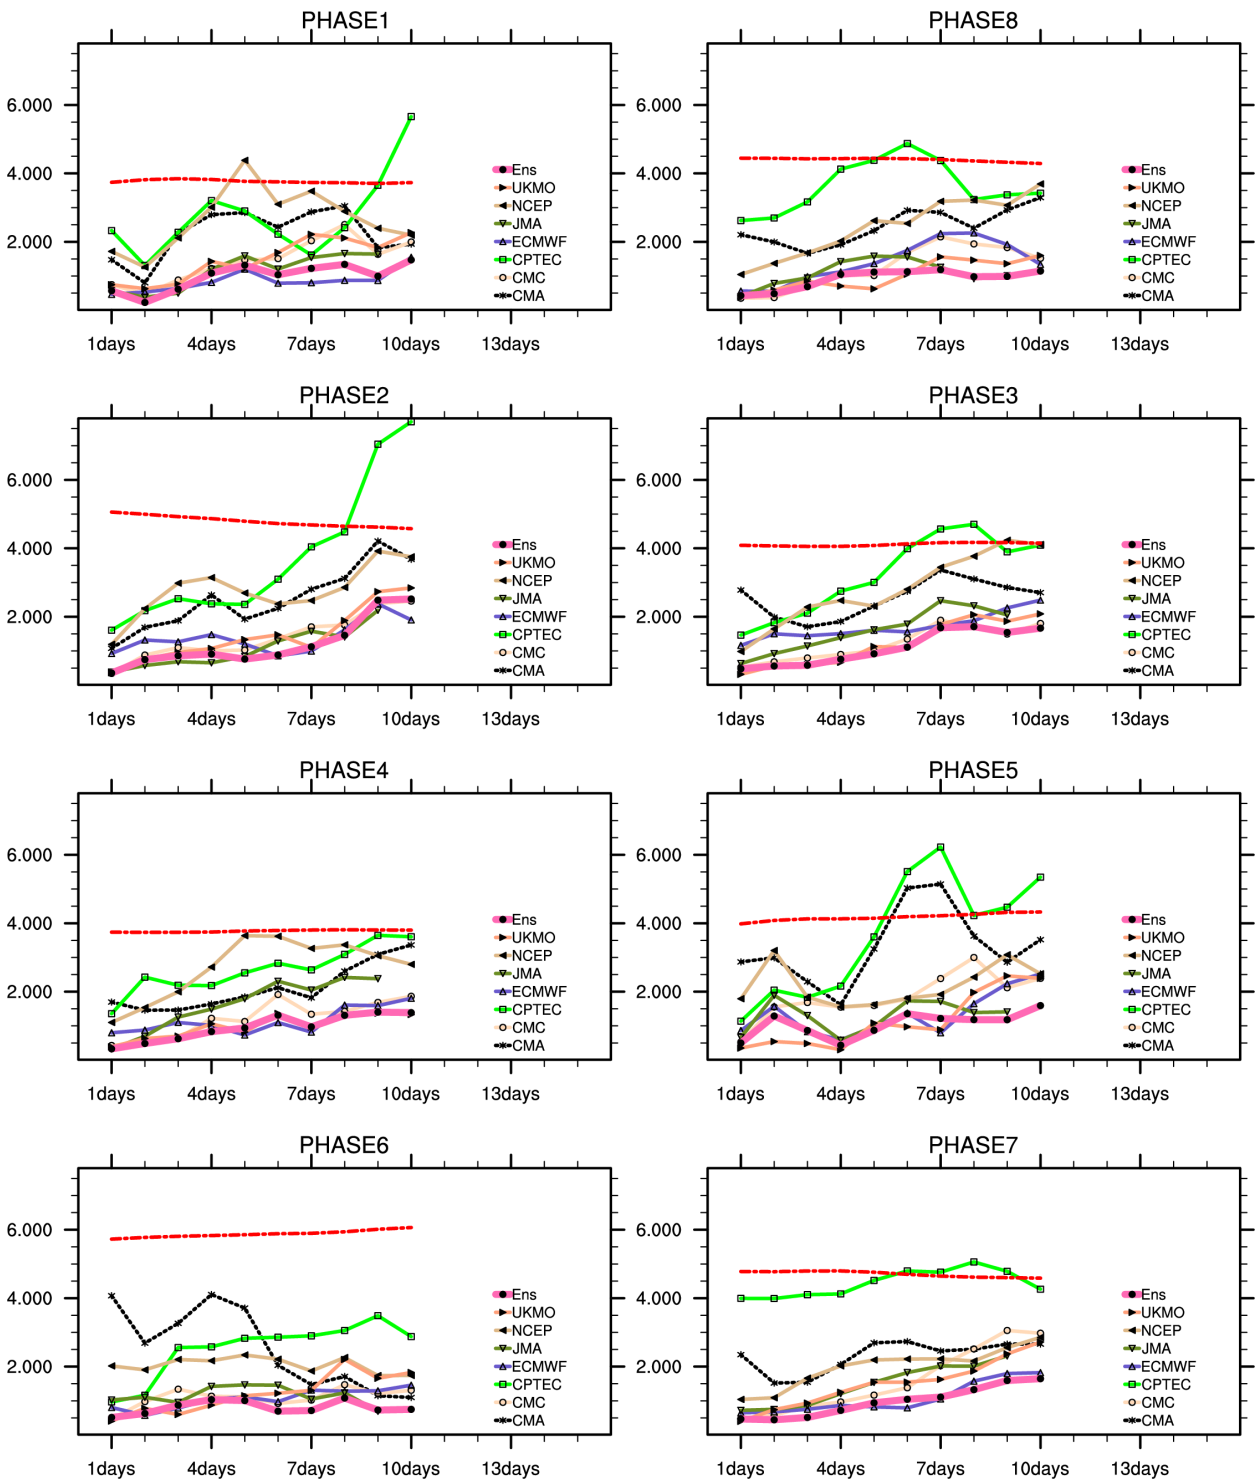 PHASE1
6.000
4.000
2.000
Ens
UKMO
NCEP
JMA
ECMWF
CPTEC
CMC
CMA
1days 4days 7days 10days 13days
PHASE8
6.000
4.000
2.000
Ens
UKMO
NCEP
JMA
ECMWF
CPTEC
CMC
CMA
1days 4days 7days 10days 13days
PHASE2
6.000
4.000
2.000
Ens
UKMO
NCEP
JMA
ECMWF
CPTEC
CMC
CMA
1days 4days 7days 10days 13days
PHASE3
6.000
4.000
2.000
Ens
UKMO
NCEP
JMA
ECMWF
CPTEC
CMC
CMA
1days 4days 7days 10days 13days
PHASE4
6.000
4.000
2.000
Ens
UKMO
NCEP
JMA
ECMWF
CPTEC
CMC
CMA
1days 4days 7days 10days 13days
PHASE5
6.000
4.000
2.000
Ens
UKMO
NCEP
JMA
ECMWF
CPTEC
CMC
CMA
1days 4days 7days 10days 13days
PHASE6
6.000
4.000
2.000
Ens
UKMO
NCEP
JMA
ECMWF
CPTEC
CMC
CMA
1days 4days 7days 10days 13days
PHASE7
6.000
4.000
2.000
Ens
UKMO
NCEP
JMA
ECMWF
CPTEC
CMC
CMA
1days 4days 7days 10days 13days